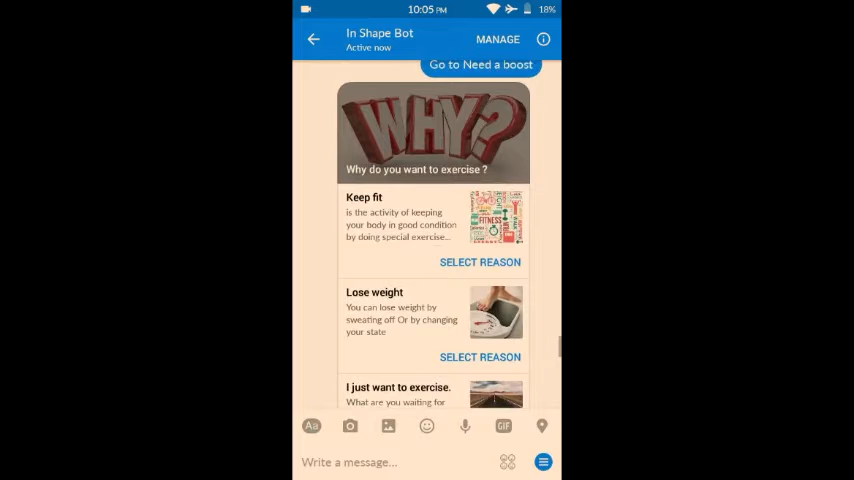 10:05 PM
18%
In Shape Bot
Active now
MANAGE
Go to Need a boost
WHY?
Why do you want to exercise ?
Keep fit
is the activity of keeping
your body in good condition
by doing special exercise...
FITNESS
SELECT REASON
Lose weight
You can lose weight by
sweating off Or by changing
your state
SELECT REASON
I just want to exercise.
What are you waiting for
Aa
GIF
Write a message...